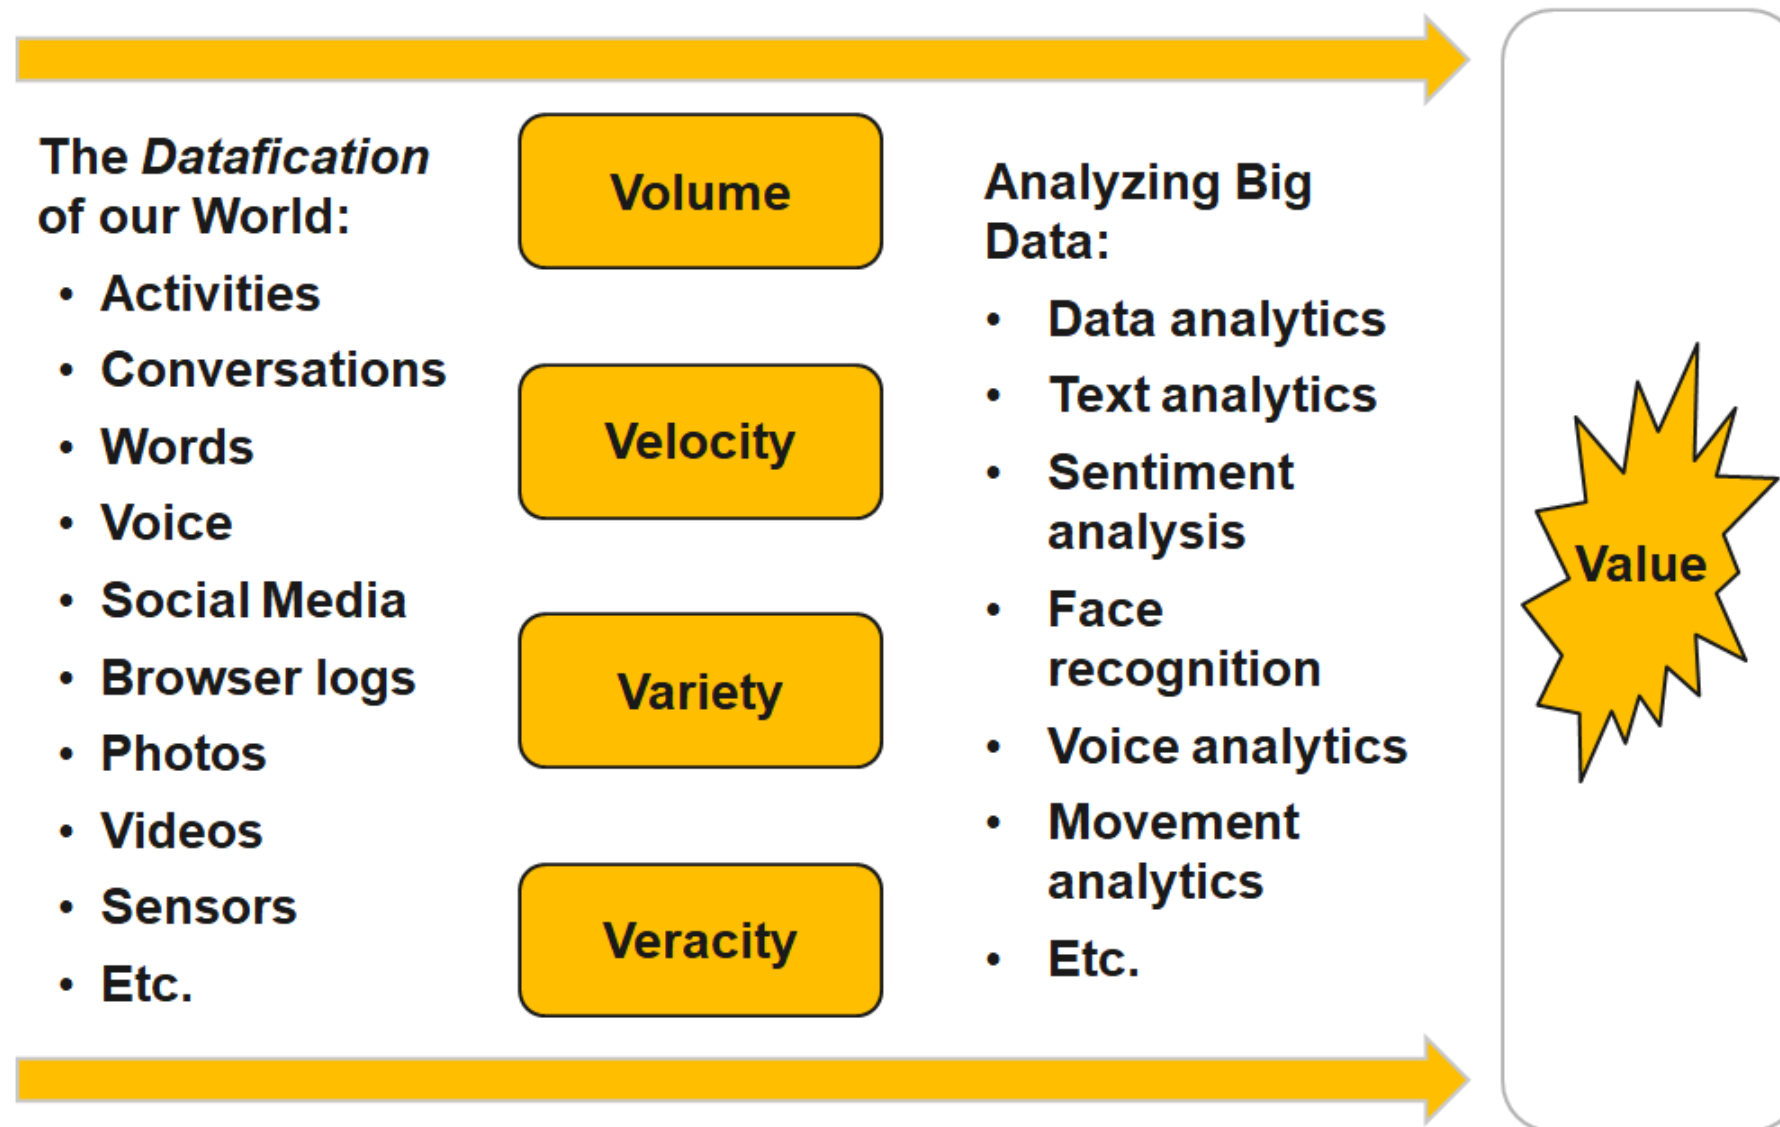 The Datafication
of our World:
• Activities
• Conversations
• Words
• Voice
• Social Media
• Browser logs
• Photos
• Videos
• Sensors
• Etc.
Volume
Velocity
Variety
Veracity
Analyzing Big
Data:
• Data analytics
• Text analytics
• Sentiment
analysis
• Face
recognition
• Voice analytics
• Movement
analytics
• Etc.
Value